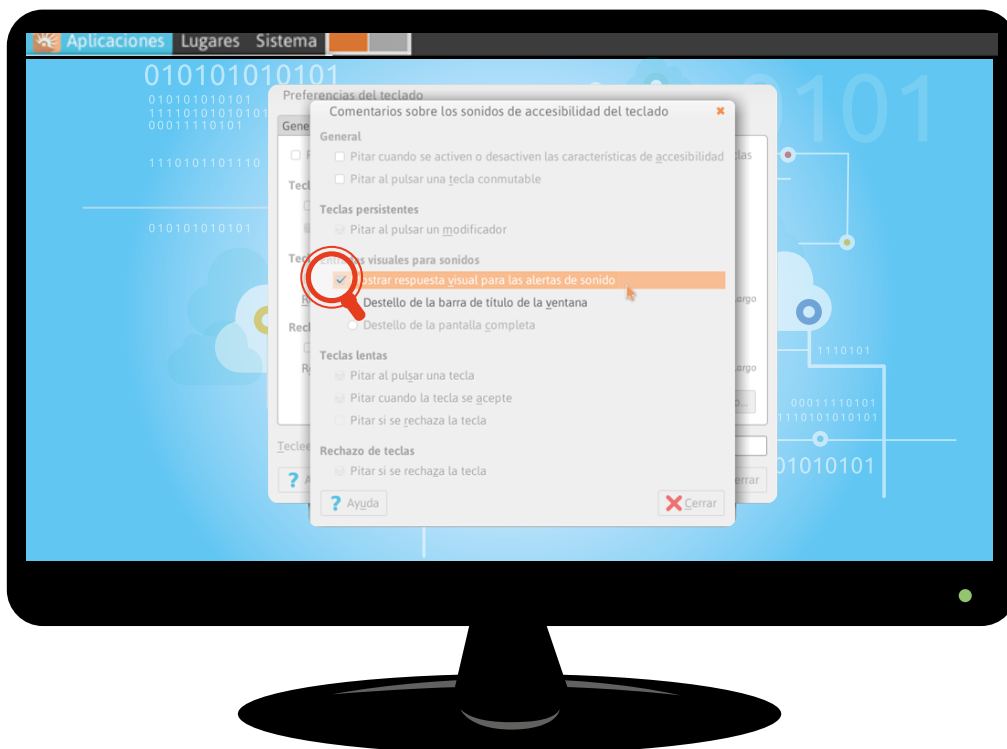 Aplicaciones Lugares Sistema
010101010101
010101010101
11110101010101
00011110101
0101
1110101101110
010101010101
Preferencias del teclado
Gene
Comentarios sobre los sonidos de accesibilidad del teclado
General
Pitar cuando se activen o desactiven las características de accesibilidad
Pitar al pulsar una tecla conmutable
Teclas persistentes
Pitar al pulsar un modificador
visuales para sonidos
Mostrar respuesta visual para las alertas de sonido
Destello de la barra de título de la ventana
Destello de la pantalla completa
Teclas lentas
Pitar al pulsar una tecla
Pitar cuando la tecla se acepte
Pitar si se rechaza la tecla
Rechazo de teclas
Pitar si se rechaza la tecla
Ayuda
Cerrar
1110101
00011110101
1110101010101
01010101